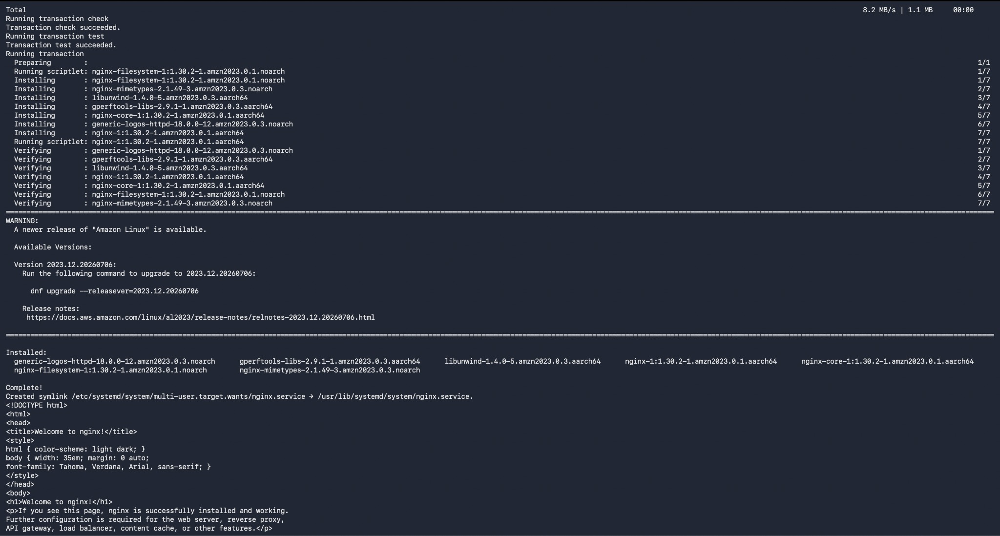 Total 8.2 MB/s | 1.1 MB 00:00
Running transaction check
Transaction check succeeded.
Running transaction test
Transaction test succeeded.
Running transaction
Preparing : 1/1
Running scriptlet: nginx-filesystem-1:1.30.2-1.amzn2023.0.1.noarch 1/7
Installing : nginx-filesystem-1:1.30.2-1.amzn2023.0.1.noarch 1/7
Installing : nginx-mimetypes-2.1.49-3.amzn2023.0.3.noarch 2/7
Installing : libunwind-1.4.0-5.amzn2023.0.3.aarch64 3/7
Installing : gperftools-libs-2.9.1-1.amzn2023.0.3.aarch64 4/7
Installing : nginx-core-1:1.30.2-1.amzn2023.0.1.aarch64 5/7
Installing : generic-logos-httpd-18.0.0-12.amzn2023.0.3.noarch 6/7
Installing : nginx-1:1.30.2-1.amzn2023.0.1.aarch64 7/7
Running scriptlet: nginx-1:1.30.2-1.amzn2023.0.1.aarch64 7/7
Verifying : generic-logos-httpd-18.0.0-12.amzn2023.0.3.noarch 1/7
Verifying : gperftools-libs-2.9.1-1.amzn2023.0.3.aarch64 2/7
Verifying : libunwind-1.4.0-5.amzn2023.0.3.aarch64 3/7
Verifying : nginx-1:1.30.2-1.amzn2023.0.1.aarch64 4/7
Verifying : nginx-core-1:1.30.2-1.amzn2023.0.1.aarch64 5/7
Verifying : nginx-filesystem-1:1.30.2-1.amzn2023.0.1.noarch 6/7
Verifying : nginx-mimetypes-2.1.49-3.amzn2023.0.3.noarch 7/7
WARNING:
A newer release of "Amazon Linux" is available.
Available Versions:
Version 2023.12.20260706:
Run the following command to upgrade to 2023.12.20260706:
dnf upgrade --releasever=2023.12.20260706
Release notes:
https://docs.aws.amazon.com/linux/al2023/release-notes/relnotes-2023.12.20260706.html
Installed:
generic-logos-httpd-18.0.0-12.amzn2023.0.3.noarch gperftools-libs-2.9.1-1.amzn2023.0.3.aarch64 libunwind-1.4.0-5.amzn2023.0.3.aarch64 nginx-1:1.30.2-1.amzn2023.0.1.aarch64 nginx-core-1:1.30.2-1.amzn2023.0.1.aarch64
nginx-filesystem-1:1.30.2-1.amzn2023.0.1.noarch nginx-mimetypes-2.1.49-3.amzn2023.0.3.noarch
Complete!
Created symlink /etc/systemd/system/multi-user.target.wants/nginx.service → /usr/lib/systemd/system/nginx.service.
<!DOCTYPE html>
<html>
<head>
<title>Welcome to nginx!</title>
<style>
html { color-scheme: light dark; }
body { width: 35em; margin: 0 auto;
font-family: Tahoma, Verdana, Arial, sans-serif; }
</style>
</head>
<body>
<h1>Welcome to nginx!</h1>
<p>If you see this page, nginx is successfully installed and working.
Further configuration is required for the web server, reverse proxy,
API gateway, load balancer, content cache, or other features.</p>